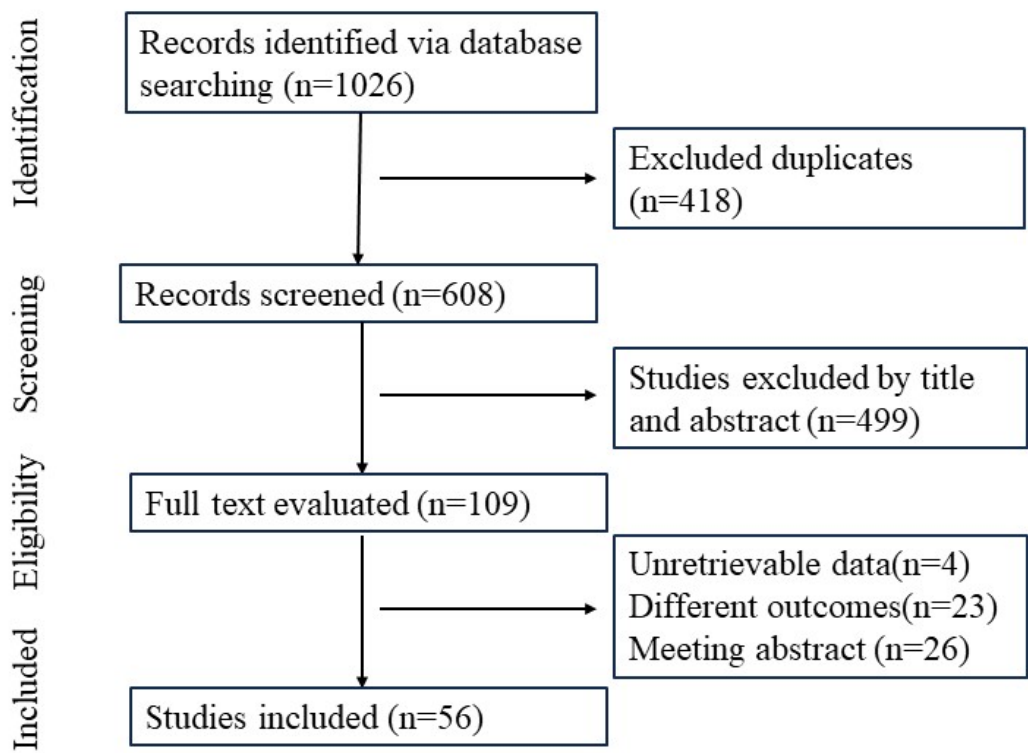 Identification
Records identified via database
searching (n=1026)
Excluded duplicates
(n=418)
Screening
Records screened (n=608)
Studies excluded by title
and abstract (n=499)
Eligibility
Full text evaluated (n=109)
Unretrievable data(n=4)
Different outcomes(n=23)
Meeting abstract (n=26)
Included
Studies included (n=56)